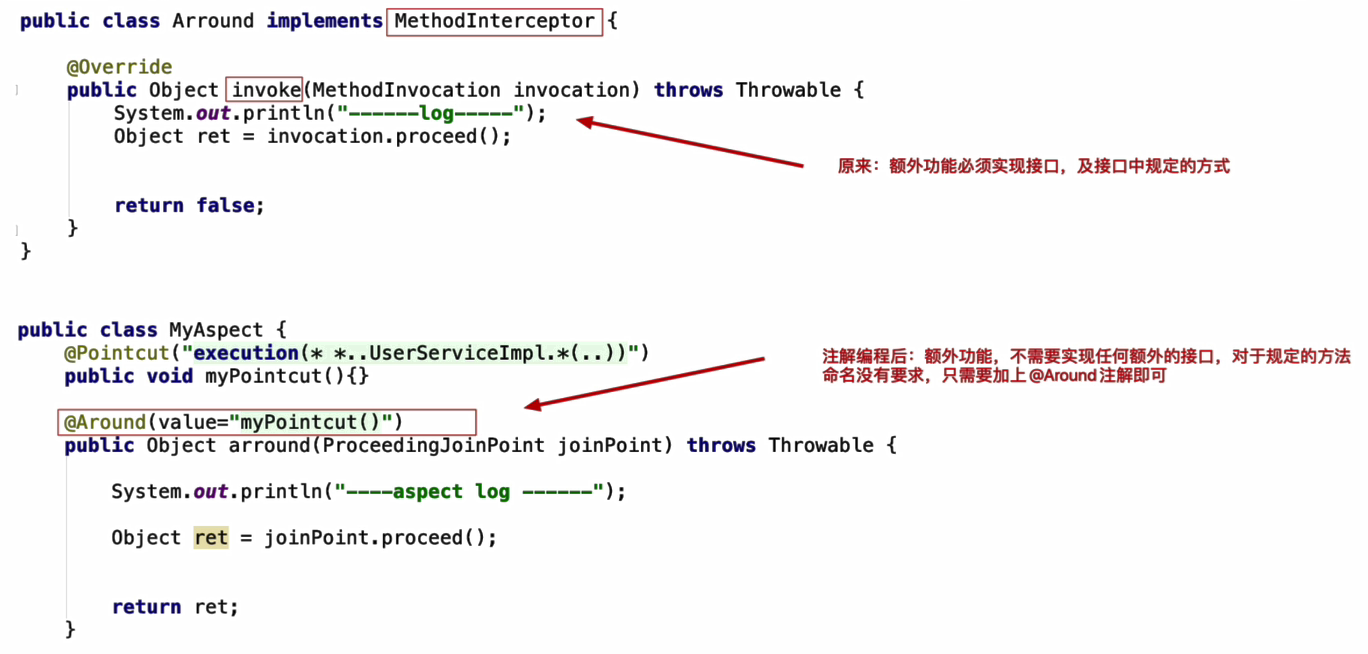 public class Arround implements MethodInterceptor {
@Override
public Object invoke(MethodInvocation invocation) throws Throwable {
System.out.println("------log-----");
Object ret = invocation.proceed();
原来：额外功能必须实现接口，及接口中规定的方式
return false;
}
}
public class MyAspect {
@Pointcut("execution(* *..UserServiceImpl.*(..))")
public void myPointcut(){}
注解编程后：额外功能，不需要实现任何额外的接口，对于规定的方法
命名没有要求，只需要加上@Around注解即可
@Around(value="myPointcut()")
public Object arround(ProceedingJoinPoint joinPoint) throws Throwable {
System.out.println("----aspect log ------");
Object ret = joinPoint.proceed();
return ret;
}